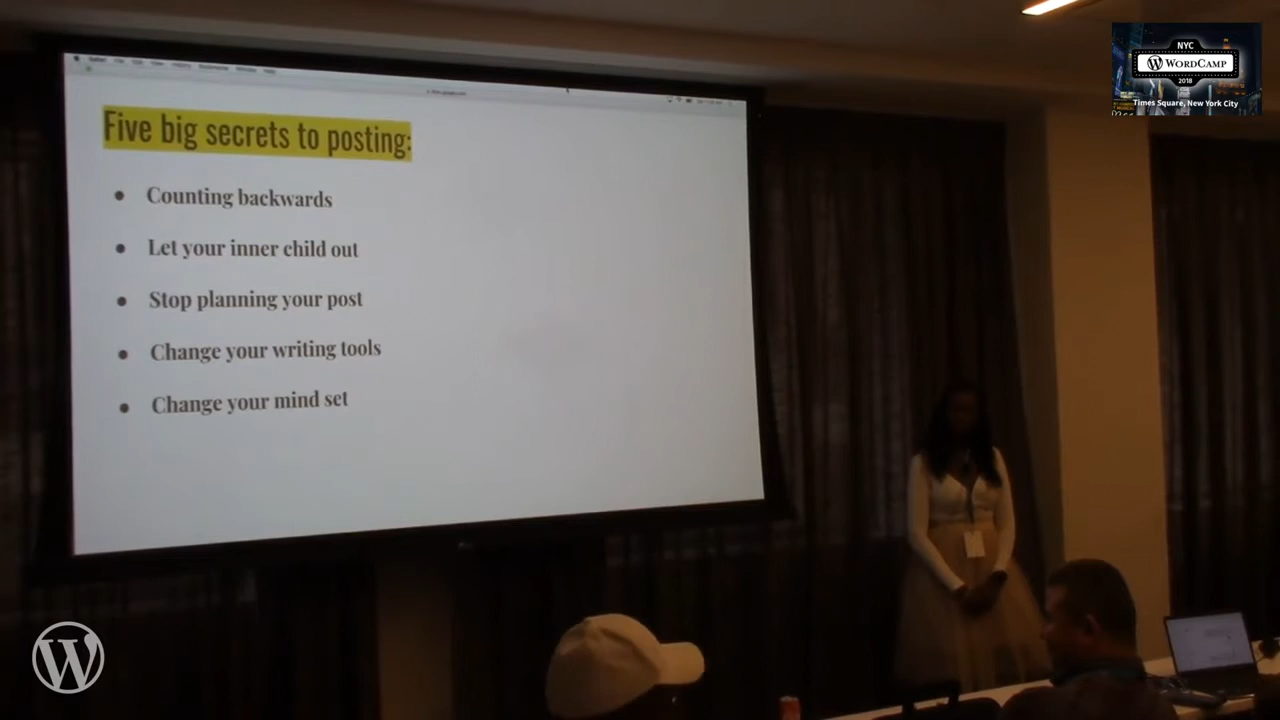 NYC
WORDCAMP
2018
Times Square, New York City
Five big secrets to posting:
• Counting backwards
• Let your inner child out
• Stop planning your post
• Change your writing tools
• Change your mind set